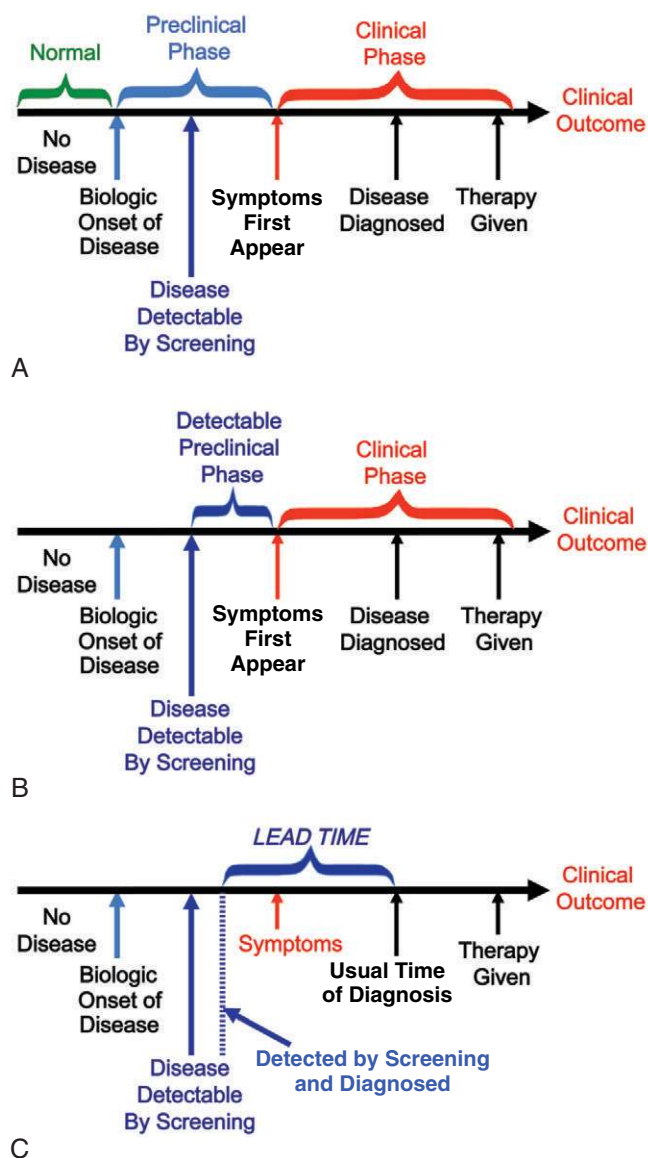 Preclinical
Phase
Clinical
Phase
Normal
Clinical
Outcome
No
Disease
Biologic
Onset of
Disease
Symptoms
First
Appear
Disease
Diagnosed
Therapy
Given
Disease
Detectable
By Screening
A
Detectable
Preclinical
Phase
Clinical
Phase
Clinical
Outcome
No
Disease
Biologic
Onset of
Disease
Symptoms
First
Appear
Disease
Diagnosed
Therapy
Given
Disease
Detectable
By Screening
B
LEAD TIME
Clinical
Outcome
No
Disease
Biologic
Onset of
Disease
Symptoms
Usual Time
of Diagnosis
Therapy
Given
Detected by Screening
and Diagnosed
Disease
Detectable
By Screening
C